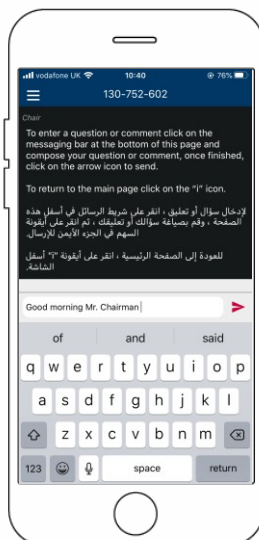 vodafone UK 10:40 76%
130-752-602
Chair
To enter a question or comment click on the
messaging bar at the bottom of this page and
compose your question or comment, once finished,
click on the arrow icon to send.
To return to the main page click on the "i" icon.
لإدخال سؤال أو تعليق ، انقر على شريط الرسائل في أسفل هذه
الصفحة ، وقم بصياغة سؤالك أو تعليقك ، ثم انقر على أيقونة
السهم في الجزء الأيمن للإرسال.
للعودة إلى الصفحة الرئيسية ، انقر على أيقونة "i" أسفل
الشاشة.
Good morning Mr. Chairman
of and said
q w e r t y u i o p
a s d f g h j k l
z x c v b n m
123 space return